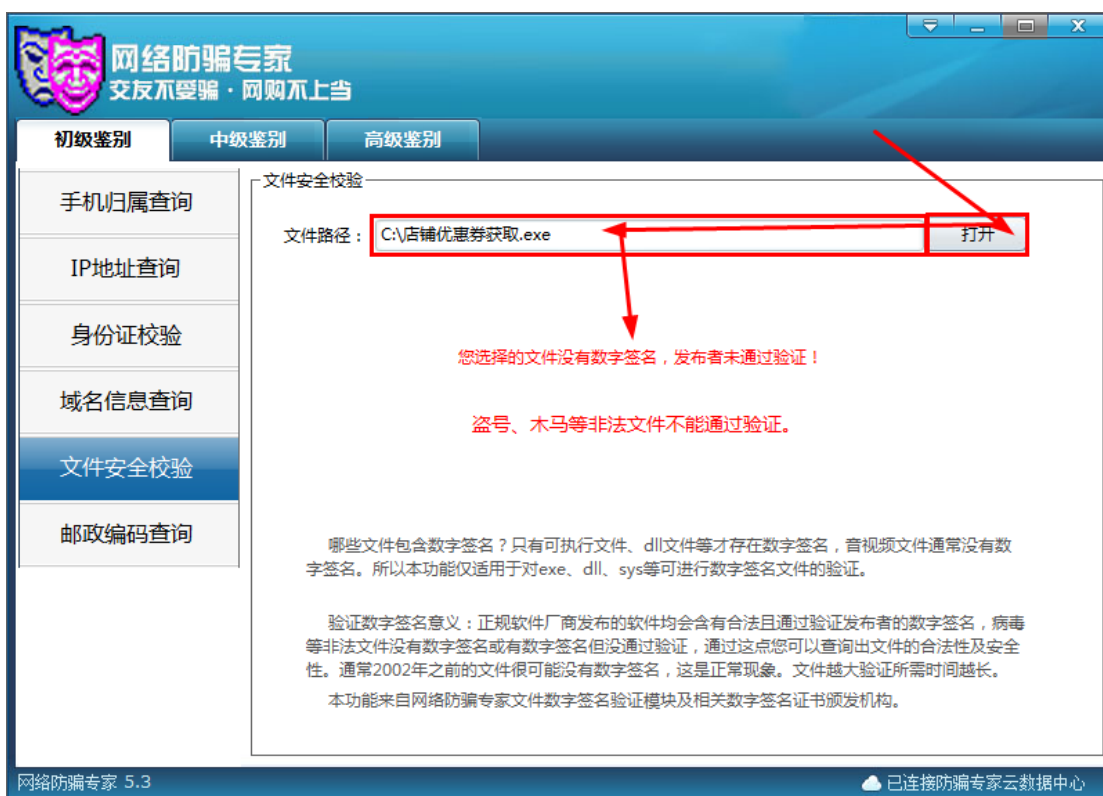 网络防骗专家
交友不受骗·网购不上当
初级鉴别
中级鉴别
高级鉴别
手机归属查询
IP地址查询
身份证校验
域名信息查询
文件安全校验
邮政编码查询
文件安全校验
文件路径： C:\店铺优惠券获取.exe 打开
您选择的文件没有数字签名，发布者未通过验证！
盗号、木马等非法文件不能通过验证。
哪些文件包含数字签名？只有可执行文件、dll文件等才存在数字签名，音视频文件通常没有数
字签名。所以本功能仅适用于对exe、dll、sys等可进行数字签名文件的验证。
验证数字签名意义：正规软件厂商发布的软件均会含有合法且通过验证发布者的数字签名，病毒
等非法文件没有数字签名或有数字签名但没通过验证，通过这点您可以查询出文件的合法性及安全
性。通常2002年之前的文件很可能没有数字签名，这是正常现象。文件越大验证所需时间越长。
本功能来自网络防骗专家文件数字签名验证模块及相关数字签名证书颁发机构。
网络防骗专家 5.3
已连接防骗专家云数据中心